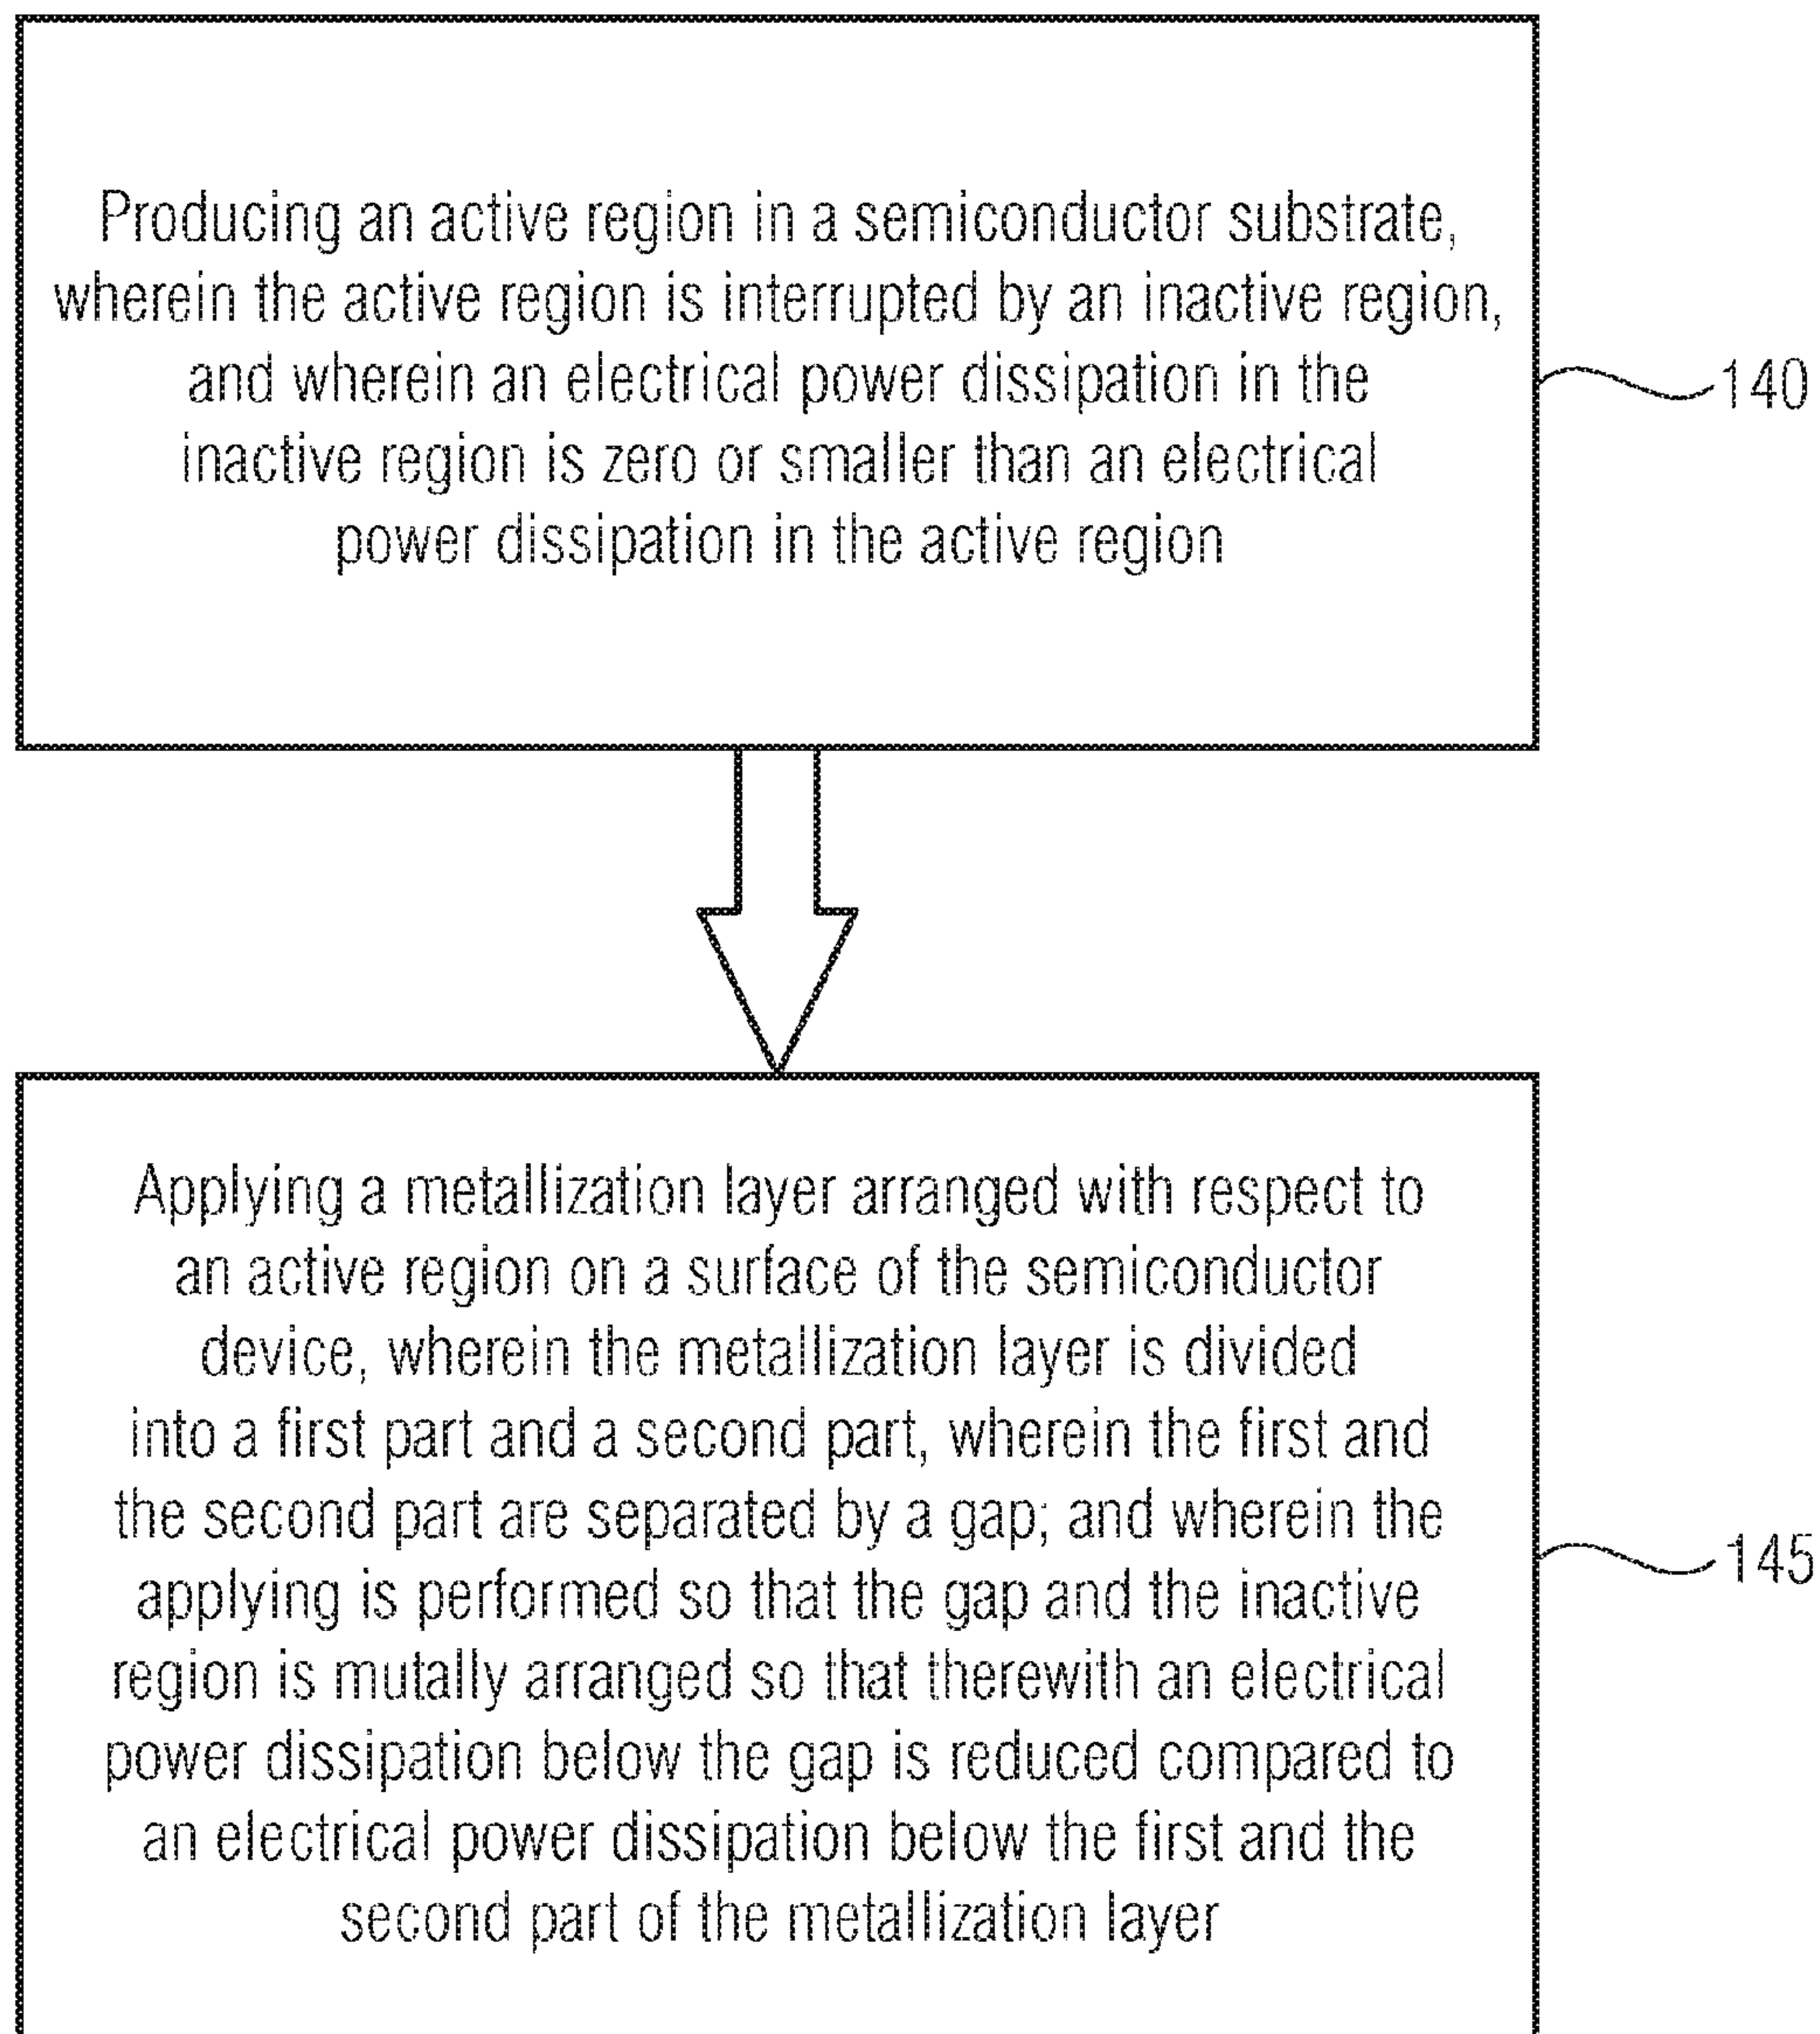 Producing an active region in a semiconductor substrate,
wherein the active region is interrupted by an inactive region,
and wherein an electrical power dissipation in the
inactive region is zero or smaller than an electrical
power dissipation in the active region
140
Applying a metallization layer arranged with respect to
an active region on a surface of the semiconductor
device, wherein the metallization layer is divided
into a first part and a second part, wherein the first and
the second part are separated by a gap; and wherein the
applying is performed so that the gap and the inactive
region is mutally arranged so that therewith an electrical
power dissipation below the gap is reduced compared to
an electrical power dissipation below the first and the
second part of the metallization layer
145